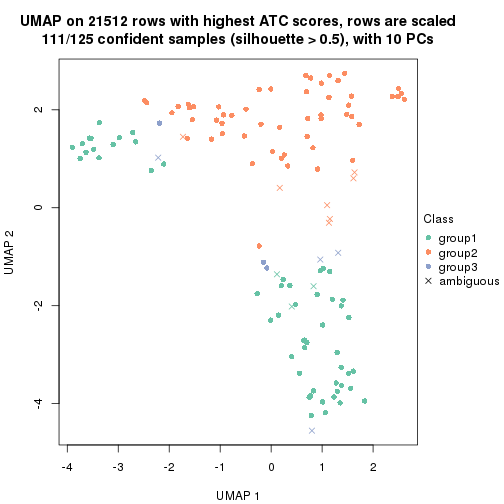 UMAP on 21512 rows with highest ATC scores, rows are scaled
111/125 confident samples (silhouette > 0.5), with 10 PCs
UMAP 2
2
0
-2
-4
-4
-3
-2
-1
0
1
2
UMAP 1
Class
group1
group2
group3
ambiguous